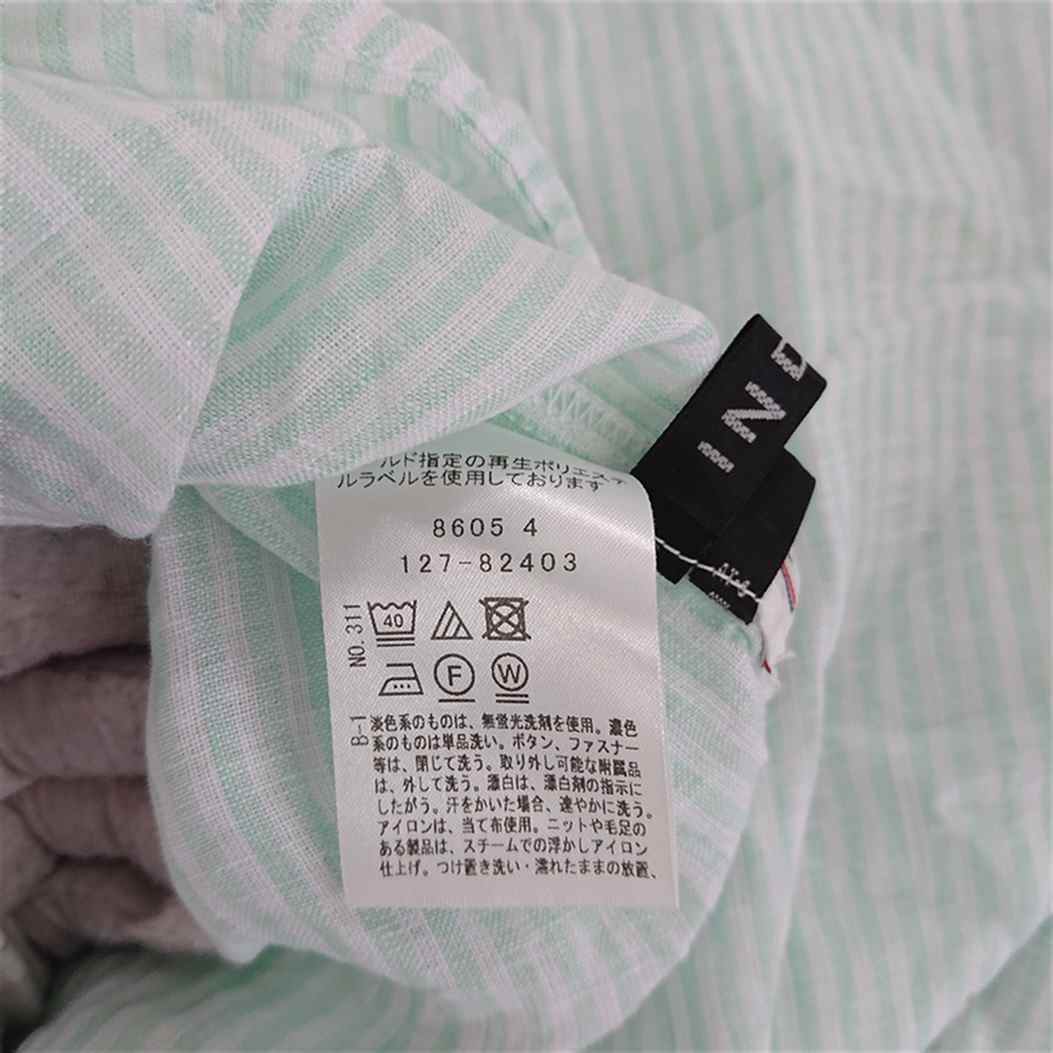 IND
ルド指定の再生ポリエステ
ルラベルを使用しております
8605 4
127-82403
NO.311
40
F
W
B-1
淡色系のものは、無蛍光洗剤を使用。濃色
系のものは単品洗い。ボタン、ファスナー
等は、閉じて洗う。取り外し可能な附属品
は、外して洗う。漂白は、漂白剤の指示に
したがう。汗をかいた場合、速やかに洗う。
アイロンは、当て布使用。ニットや毛足の
ある製品は、スチームでの浮かしアイロン
仕上げ。つけ置き洗い・濡れたままの放置、